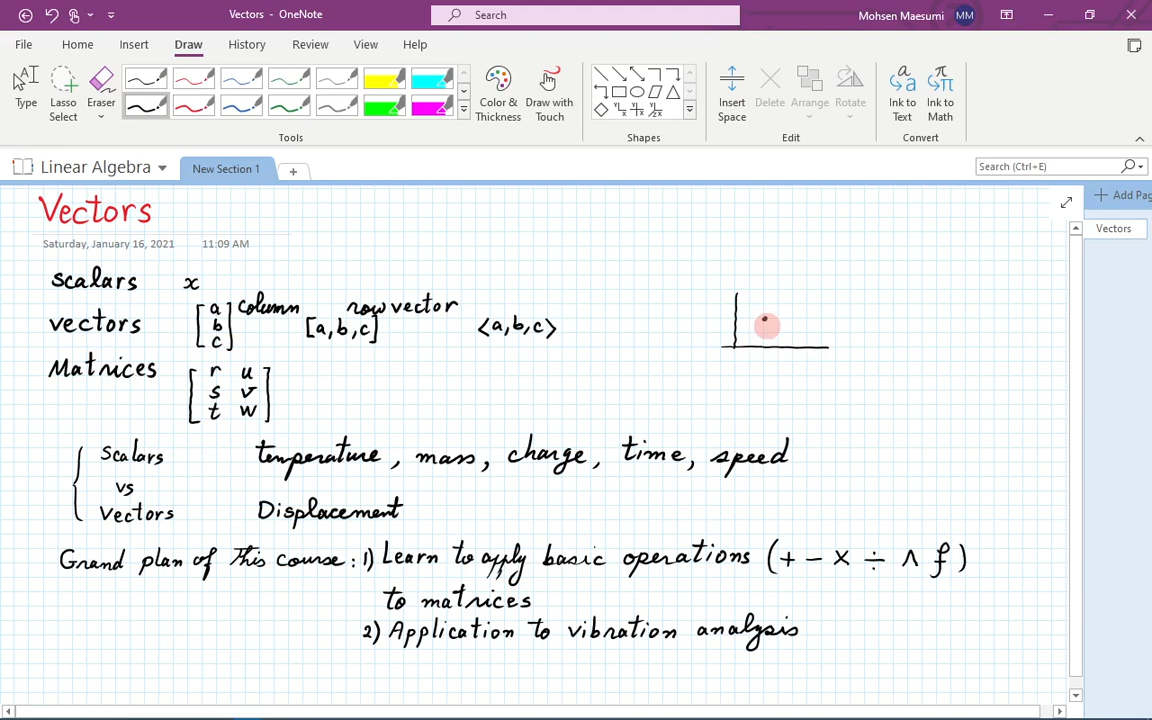 Vectors - OneNote
Search
Mohsen Maesumi MM
File Home Insert Draw History Review View Help
Type
Lasso Select
Eraser
Color & Thickness
Draw with Touch
Insert Space
Delete
Arrange
Rotate
Ink to Text
Ink to Math
Tools Shapes Edit Convert
Linear Algebra New Section 1 + Search (Ctrl+E)
Vectors
Add Pag
Saturday, January 16, 2021 11:09 AM
Vectors
scalars x
vectors [a b c] column [a, b, c] row vector <a, b, c>
Matrices [r u
s v
t w]
Scalars temperature, mass, charge, time, speed
vs
Vectors Displacement
Grand plan of this course: 1) Learn to apply basic operations (+ - × ÷ ^ f)
to matrices
2) Application to vibration analysis